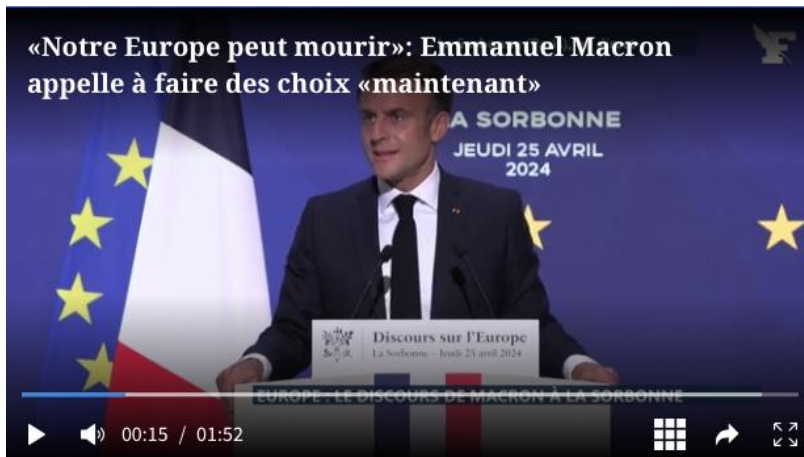 «Notre Europe peut mourir»: Emmanuel Macron
appelle à faire des choix «maintenant»
LA SORBONNE
JEUDI 25 AVRIL
2024
Discours sur l'Europe
La Sorbonne – Jeudi 25 avril 2024
EUROPE : LE DISCOURS DE MACRON À LA SORBONNE
00:15 / 01:52